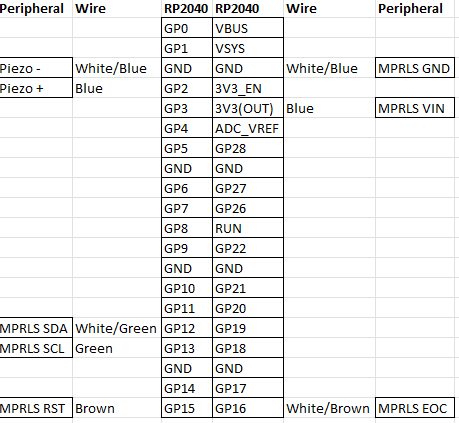 Peripheral Wire RP2040 RP2040 Wire Peripheral
GP0 VBUS
GP1 VSYS
Piezo - White/Blue GND GND White/Blue MPRLS GND
Piezo + Blue GP2 3V3_EN
GP3 3V3(OUT) Blue MPRLS VIN
GP4 ADC_VREF
GP5 GP28
GND GND
GP6 GP27
GP7 GP26
GP8 RUN
GP9 GP22
GND GND
GP10 GP21
GP11 GP20
MPRLS SDA White/Green GP12 GP19
MPRLS SCL Green GP13 GP18
GND GND
GP14 GP17
MPRLS RST Brown GP15 GP16 White/Brown MPRLS EOC